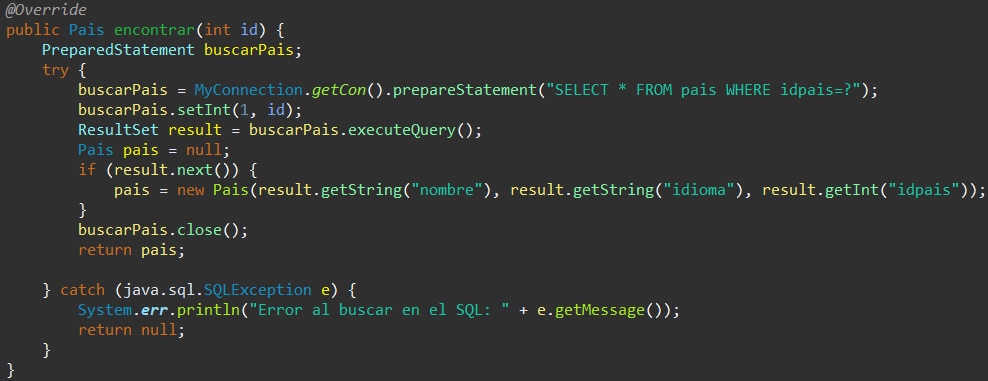 @Override
public Pais encontrar(int id) {
    PreparedStatement buscarPais;
    try {
        buscarPais = MyConnection.getCon().prepareStatement("SELECT * FROM pais WHERE idpais=?");
        buscarPais.setInt(1, id);
        ResultSet result = buscarPais.executeQuery();
        Pais pais = null;
        if (result.next()) {
            pais = new Pais(result.getString("nombre"), result.getString("idioma"), result.getInt("idpais"));
        }
        buscarPais.close();
        return pais;

    } catch (java.sql.SQLException e) {
        System.err.println("Error al buscar en el SQL: " + e.getMessage());
        return null;
    }
}